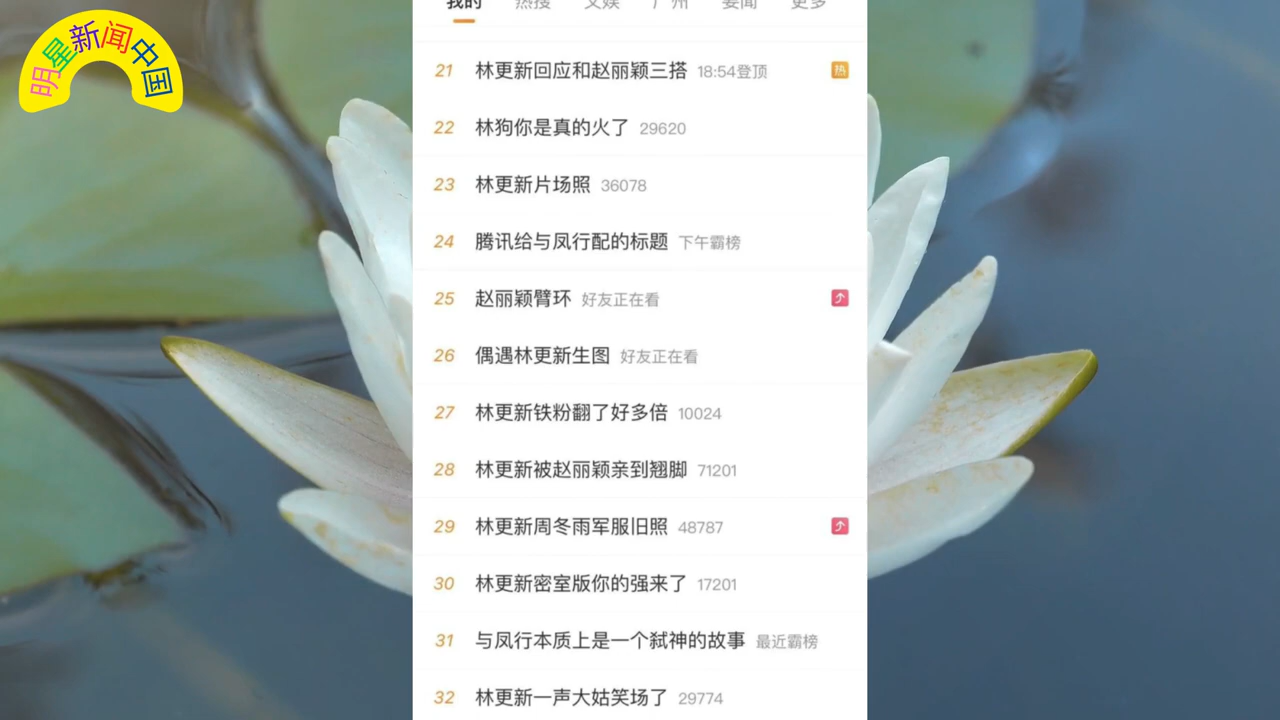 明星新闻中国
我的 热搜 文娱 广州 要闻 更多
21 林更新回应和赵丽颖三搭 18:54登顶 热
22 林狗你是真的火了 29620
23 林更新片场照 36078
24 腾讯给与凤行配的标题 下午霸榜
25 赵丽颖臂环 好友正在看
26 偶遇林更新生图 好友正在看
27 林更新铁粉翻了好多倍 10024
28 林更新被赵丽颖亲到翘脚 71201
29 林更新周冬雨军服旧照 48787
30 林更新密室版你的强来了 17201
31 与凤行本质上是一个弑神的故事 最近霸榜
32 林更新一声大姑笑场了 29774